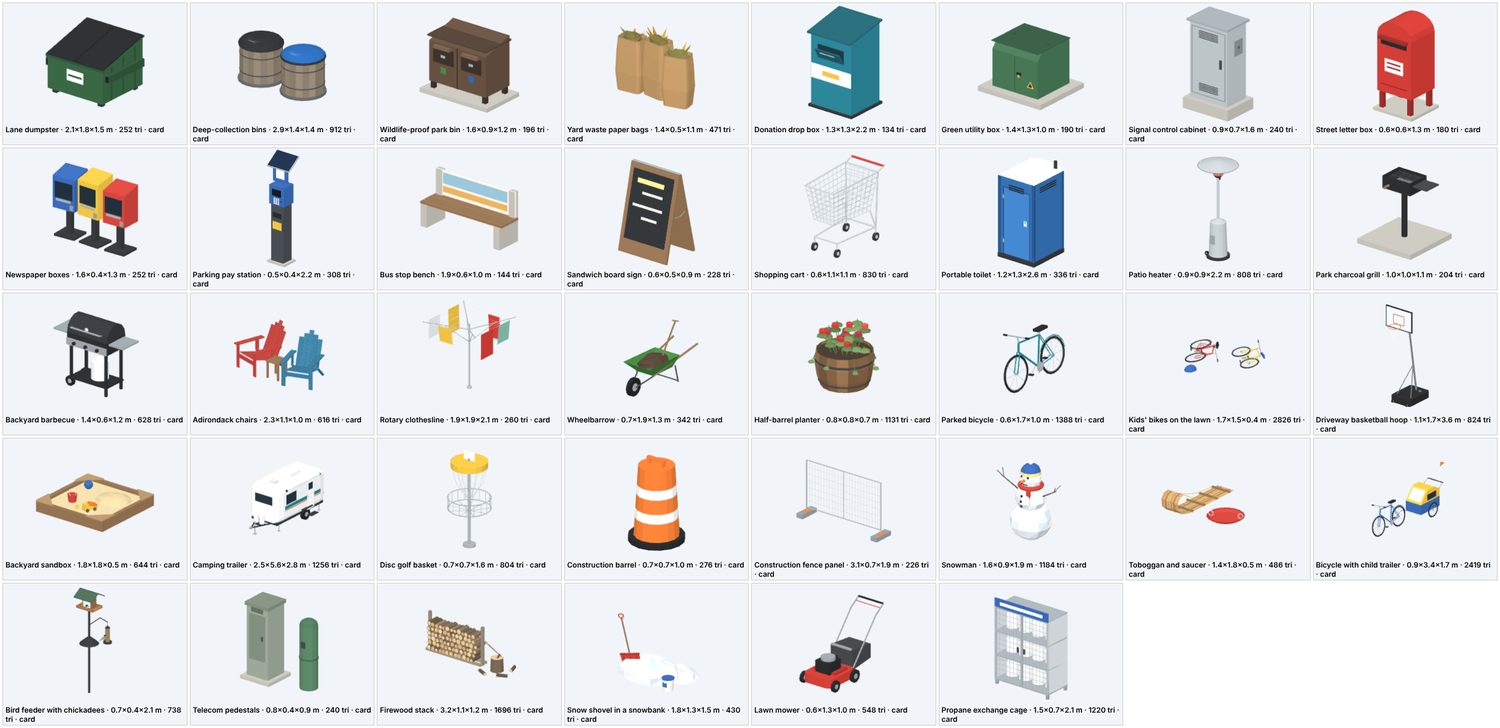 Lane dumpster · 2.1×1.8×1.5 m · 252 tri · card
Deep-collection bins · 2.9×1.4×1.4 m · 912 tri ·
card
Wildlife-proof park bin · 1.6×0.9×1.2 m · 196 tri ·
card
Yard waste paper bags · 1.4×0.5×1.1 m · 471 tri ·
card
Donation drop box · 1.3×1.3×2.2 m · 134 tri · card
Green utility box · 1.4×1.3×1.0 m · 190 tri · card
Signal control cabinet · 0.9×0.7×1.6 m · 240 tri ·
card
Street letter box · 0.6×0.6×1.3 m · 180 tri · card
Newspaper boxes · 1.6×0.4×1.3 m · 252 tri · card
Parking pay station · 0.5×0.4×2.2 m · 308 tri ·
card
Bus stop bench · 1.9×0.6×1.0 m · 144 tri · card
Sandwich board sign · 0.6×0.5×0.9 m · 228 tri ·
card
Shopping cart · 0.6×1.1×1.1 m · 830 tri · card
Portable toilet · 1.2×1.3×2.6 m · 336 tri · card
Patio heater · 0.9×0.9×2.2 m · 808 tri · card
Park charcoal grill · 1.0×1.0×1.1 m · 204 tri · card
Backyard barbecue · 1.4×0.6×1.2 m · 628 tri · card
Adirondack chairs · 2.3×1.1×1.0 m · 616 tri · card
Rotary clothesline · 1.9×1.9×2.1 m · 260 tri · card
Wheelbarrow · 0.7×1.9×1.3 m · 342 tri · card
Half-barrel planter · 0.8×0.8×0.7 m · 1131 tri · card
Parked bicycle · 0.6×1.7×1.0 m · 1388 tri · card
Kids' bikes on the lawn · 1.7×1.5×0.4 m · 2826 tri ·
card
Driveway basketball hoop · 1.1×1.7×3.6 m · 824 tri
· card
Backyard sandbox · 1.8×1.8×0.5 m · 644 tri · card
Camping trailer · 2.5×5.6×2.8 m · 1256 tri · card
Disc golf basket · 0.7×0.7×1.6 m · 804 tri · card
Construction barrel · 0.7×0.7×1.0 m · 276 tri · card
Construction fence panel · 3.1×0.7×1.9 m · 226 tri
· card
Snowman · 1.6×0.9×1.9 m · 1184 tri · card
Toboggan and saucer · 1.4×1.8×0.5 m · 486 tri ·
card
Bicycle with child trailer · 0.9×3.4×1.7 m · 2419 tri ·
card
Bird feeder with chickadees · 0.7×0.4×2.1 m · 738
tri · card
Telecom pedestals · 0.8×0.4×0.9 m · 240 tri · card
Firewood stack · 3.2×1.1×1.2 m · 1696 tri · card
Snow shovel in a snowbank · 1.8×1.3×1.5 m · 430
tri · card
Lawn mower · 0.6×1.3×1.0 m · 548 tri · card
Propane exchange cage · 1.5×0.7×2.1 m · 1220 tri ·
card